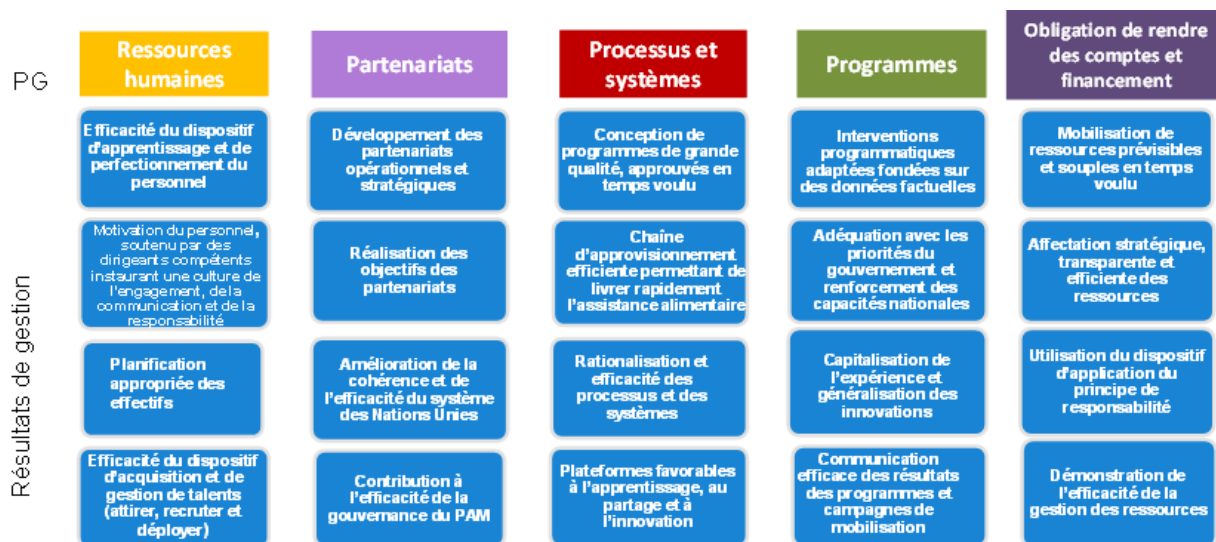 PG
Ressources
humaines
Partenariats
Processus et
systèmes
Programmes
Obligation de rendre
des comptes et
financement
Résultats de gestion
Efficacité du dispositif
d'apprentissage et de
perfectionnement du
personnel
Développement des
partenariats
opérationnels et
stratégiques
Conception de
programmes de grande
qualité, approuvés en
temps voulu
Interventions
programmatiques
adaptées fondées sur
des données factuelles
Mobilisation de
ressources prévisibles
et souples en temps
voulu
Motivation du personnel,
soutenu par des
dirigeants compétents
instaurant une culture de
l'engagement, de la
communication et de la
responsabilité
Réalisation des
objectifs des
partenariats
Chaîne
d'approvisionnement
efficiente permettant de
livrer rapidement
l'assistance alimentaire
Adéquation avec les
priorités du
gouvernement et
renforcement des
capacités nationales
Affectation stratégique,
transparente et
efficiente des
ressources
Planification
appropriée des
effectifs
Amélioration de la
cohérence et de
l'efficacité du système
des Nations Unies
Rationalisation et
efficacité des
processus et des
systèmes
Capitalisation de
l'expérience et
généralisation des
innovations
Utilisation du dispositif
d'application du
principe de
responsabilité
Efficacité du dispositif
d'acquisition et de
gestion de talents
(attirer, recruter et
déployer)
Contribution à
l'efficacité de la
gouvernance du PAM
Plateformes favorables
à l'apprentissage, au
partage et à
l'innovation
Communication
efficace des résultats
des programmes et
campagnes de
mobilisation
Démonstration de
l'efficacité de la
gestion des ressources